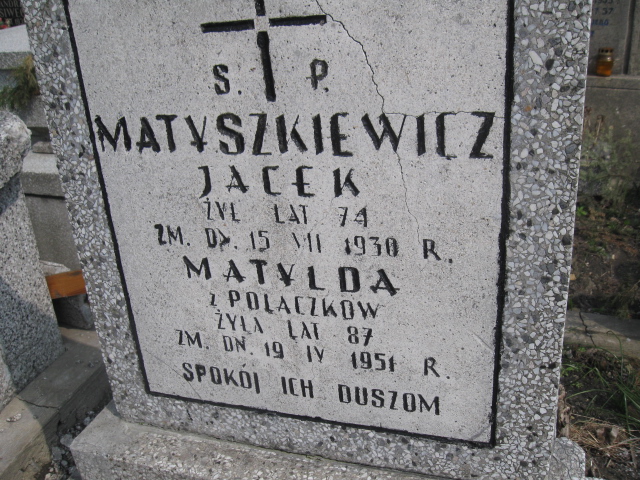 S. P.
MATYSZKIEWICZ
JACEK
ŻYŁ LAT 74
ZM. DN. 15 VII 1930 R.
MATYLDA
z POLACZKÓW
ŻYŁA LAT 87
ZM. DN. 19 IV 1951 R.
SPOKÓJ ICH DUSZOM